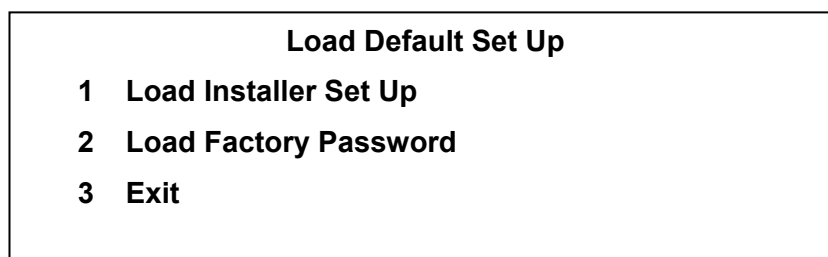 Load Default Set Up
1 Load Installer Set Up
2 Load Factory Password
3 Exit